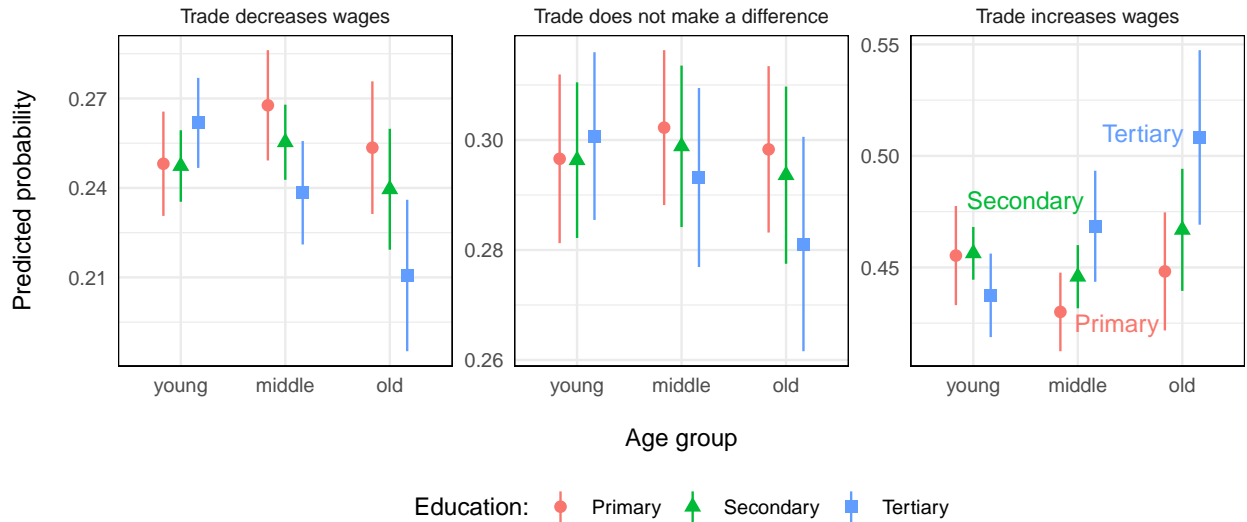 Trade decreases wages
Trade does not make a difference
Trade increases wages
Predicted probability
0.27
0.24
0.21
0.30
0.28
0.26
0.55
0.50
0.45
Tertiary
Secondary
Primary
young middle old
young middle old
young middle old
Age group
Education: Primary Secondary Tertiary